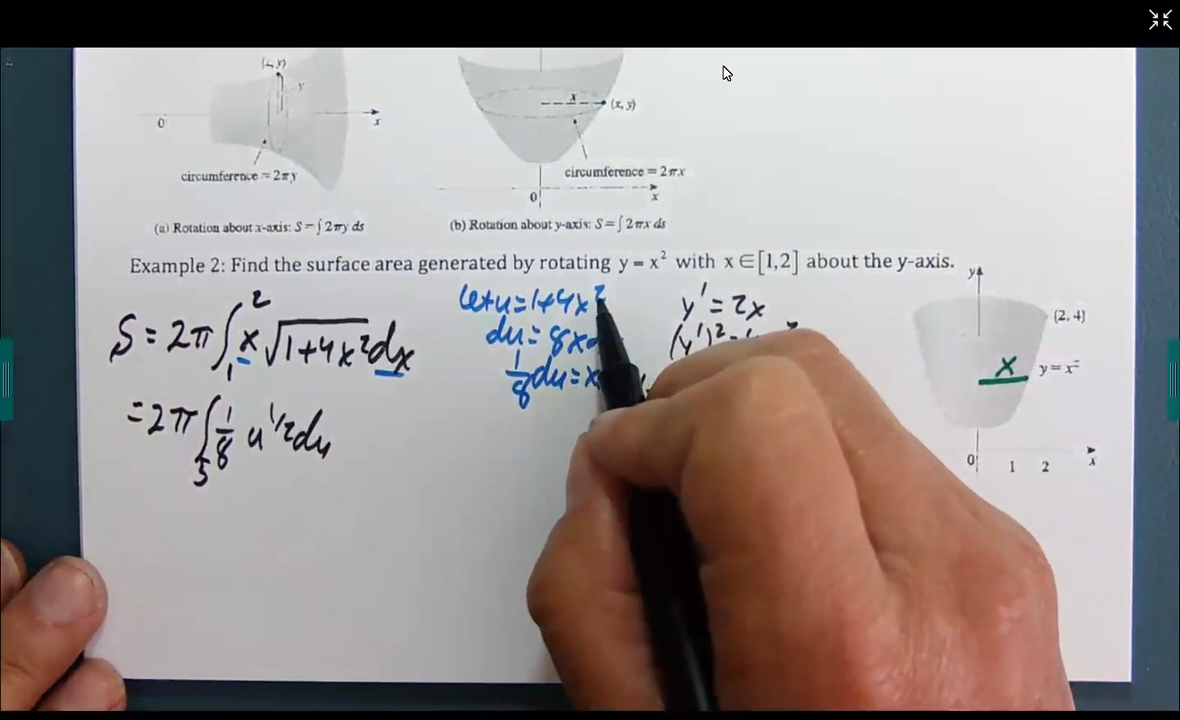 (x, y)
y
0
x
circumference = 2πy
(a) Rotation about x-axis: S = ∫ 2πy ds
x
(x, y)
circumference = 2πx
0
x
(b) Rotation about y-axis: S = ∫ 2πx ds
Example 2: Find the surface area generated by rotating y = x² with x ∈ [1,2] about the y-axis.
S = 2π ∫₁² x √(1+4x²) dx
= 2π ∫₅ 1/8 u^(1/2) du
let u = 1+4x²
du = 8x
1/8 du = x
y' = 2x
(y')² =
y
(2, 4)
x
y = x²
0
1
2
x